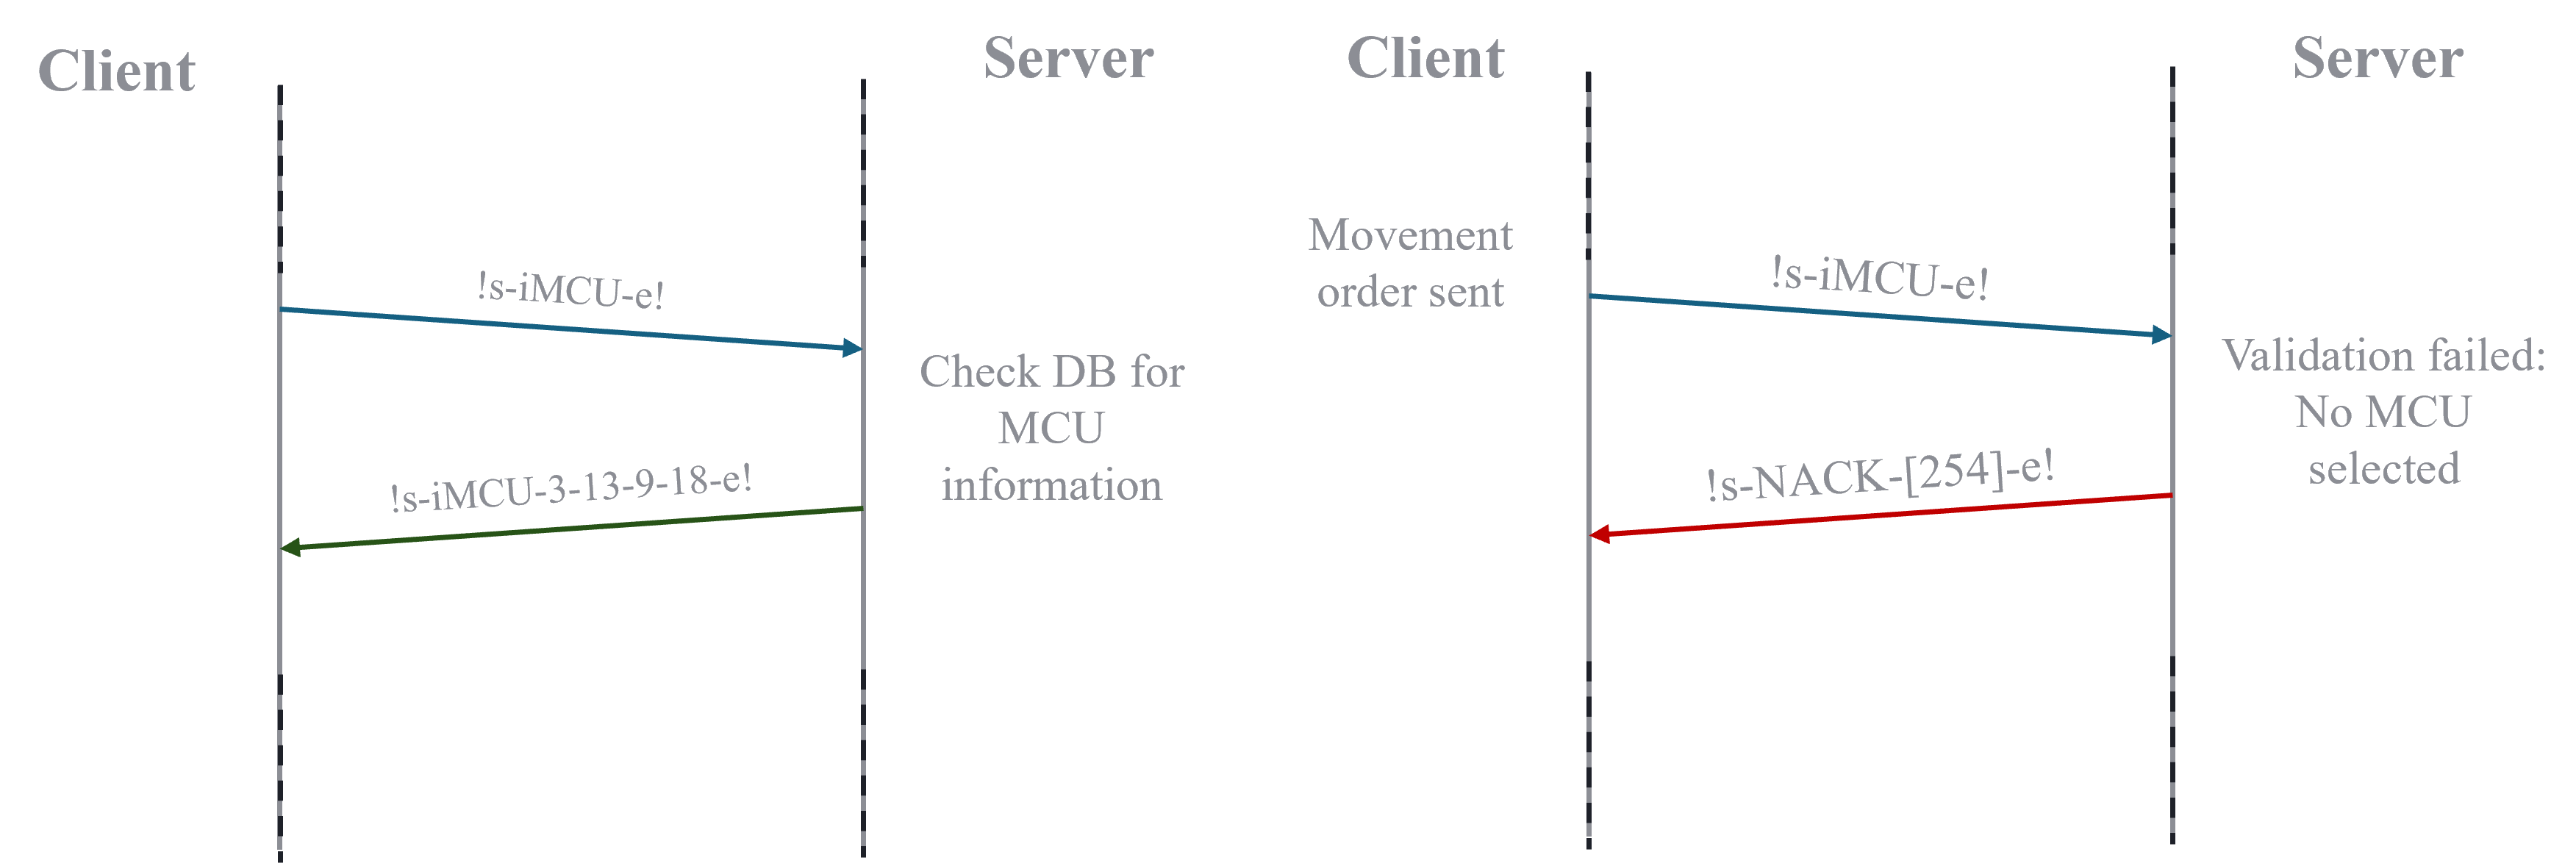 Client
Server
!s-iMCU-e!
Check DB for
MCU
information
!s-iMCU-3-13-9-18-e!
Client
Server
Movement
order sent
!s-iMCU-e!
Validation failed:
No MCU
selected
!s-NACK-[254]-e!